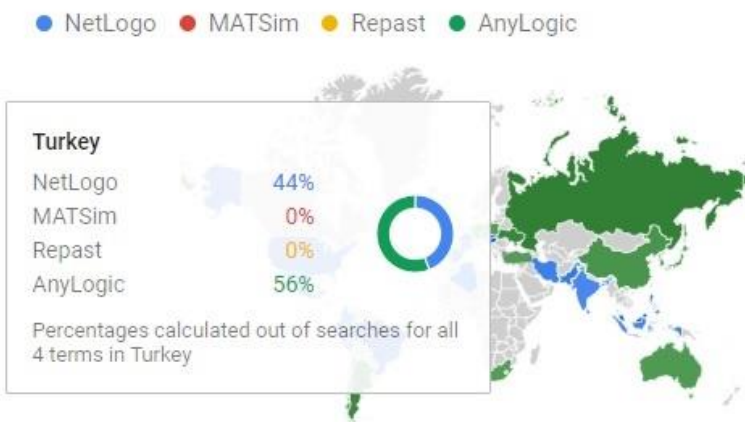 NetLogo MATSim Repast AnyLogic
Turkey
NetLogo 44%
MATSim 0%
Repast 0%
AnyLogic 56%
Percentages calculated out of searches for all
4 terms in Turkey